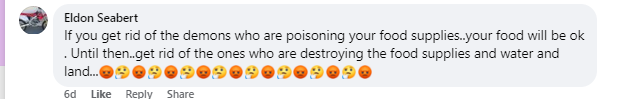 Eldon Seabert
If you get rid of the demons who are poisoning your food supplies..your food will be ok
. Until then..get rid of the ones who are destroying the food supplies and water and
land...😡🤔😡🤔😡🤔😡🤔😡🤔😡🤔😡🤔😡🤔😡
6d Like Reply Share